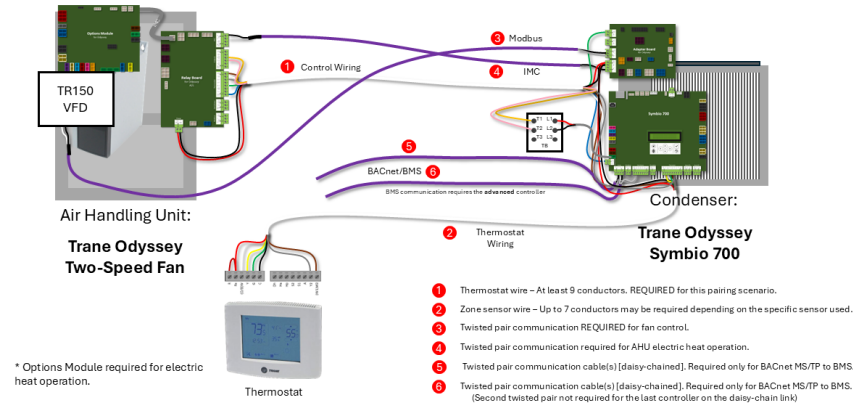 Options Module
Relay Board
TR150
VFD
Air Handling Unit:
Trane Odyssey
Two-Speed Fan
3 Modbus
1 Control Wiring
4 IMC
T1 L1
T2 L2
T3 L3
TB
5
BACnet/BMS 6
BMS communication requires the advanced controller
Adapter Board
Symbio 700
Condenser:
Trane Odyssey
Symbio 700
2 Thermostat
Wiring
Thermostat
* Options Module required for electric
heat operation.
1 Thermostat wire – At least 9 conductors. REQUIRED for this pairing scenario.
2 Zone sensor wire – Up to 7 conductors may be required depending on the specific sensor used.
3 Twisted pair communication REQUIRED for fan control.
4 Twisted pair communication required for AHU electric heat operation.
5 Twisted pair communication cable(s) [daisy-chained]. Required only for BACnet MS/TP to BMS.
6 Twisted pair communication cable(s) [daisy-chained]. Required only for BACnet MS/TP to BMS.
(Second twisted pair not required for the last controller on the daisy-chain link)